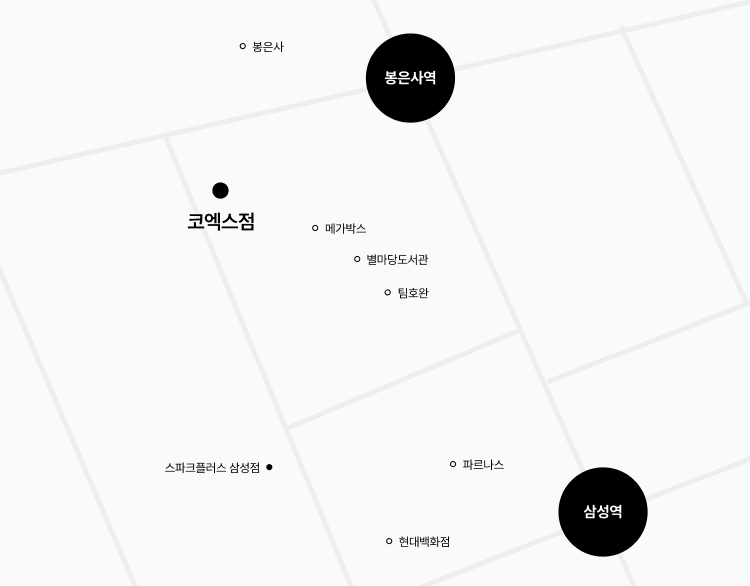 봉은사
봉은사역
코엑스점
메가박스
별마당도서관
팀호완
스파크플러스 삼성점
파르나스
삼성역
현대백화점